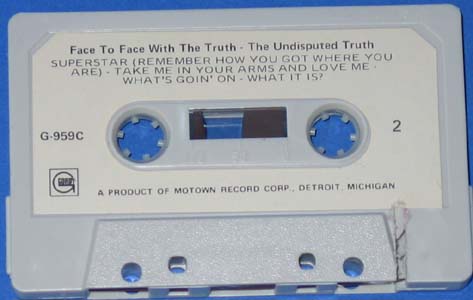 Face To Face With The Truth - The Undisputed Truth
SUPERSTAR (REMEMBER HOW YOU GOT WHERE YOU
ARE) - TAKE ME IN YOUR ARMS AND LOVE ME -
WHAT'S GOIN' ON - WHAT IT IS?
G-959C
2
A PRODUCT OF MOTOWN RECORD CORP., DETROIT, MICHIGAN